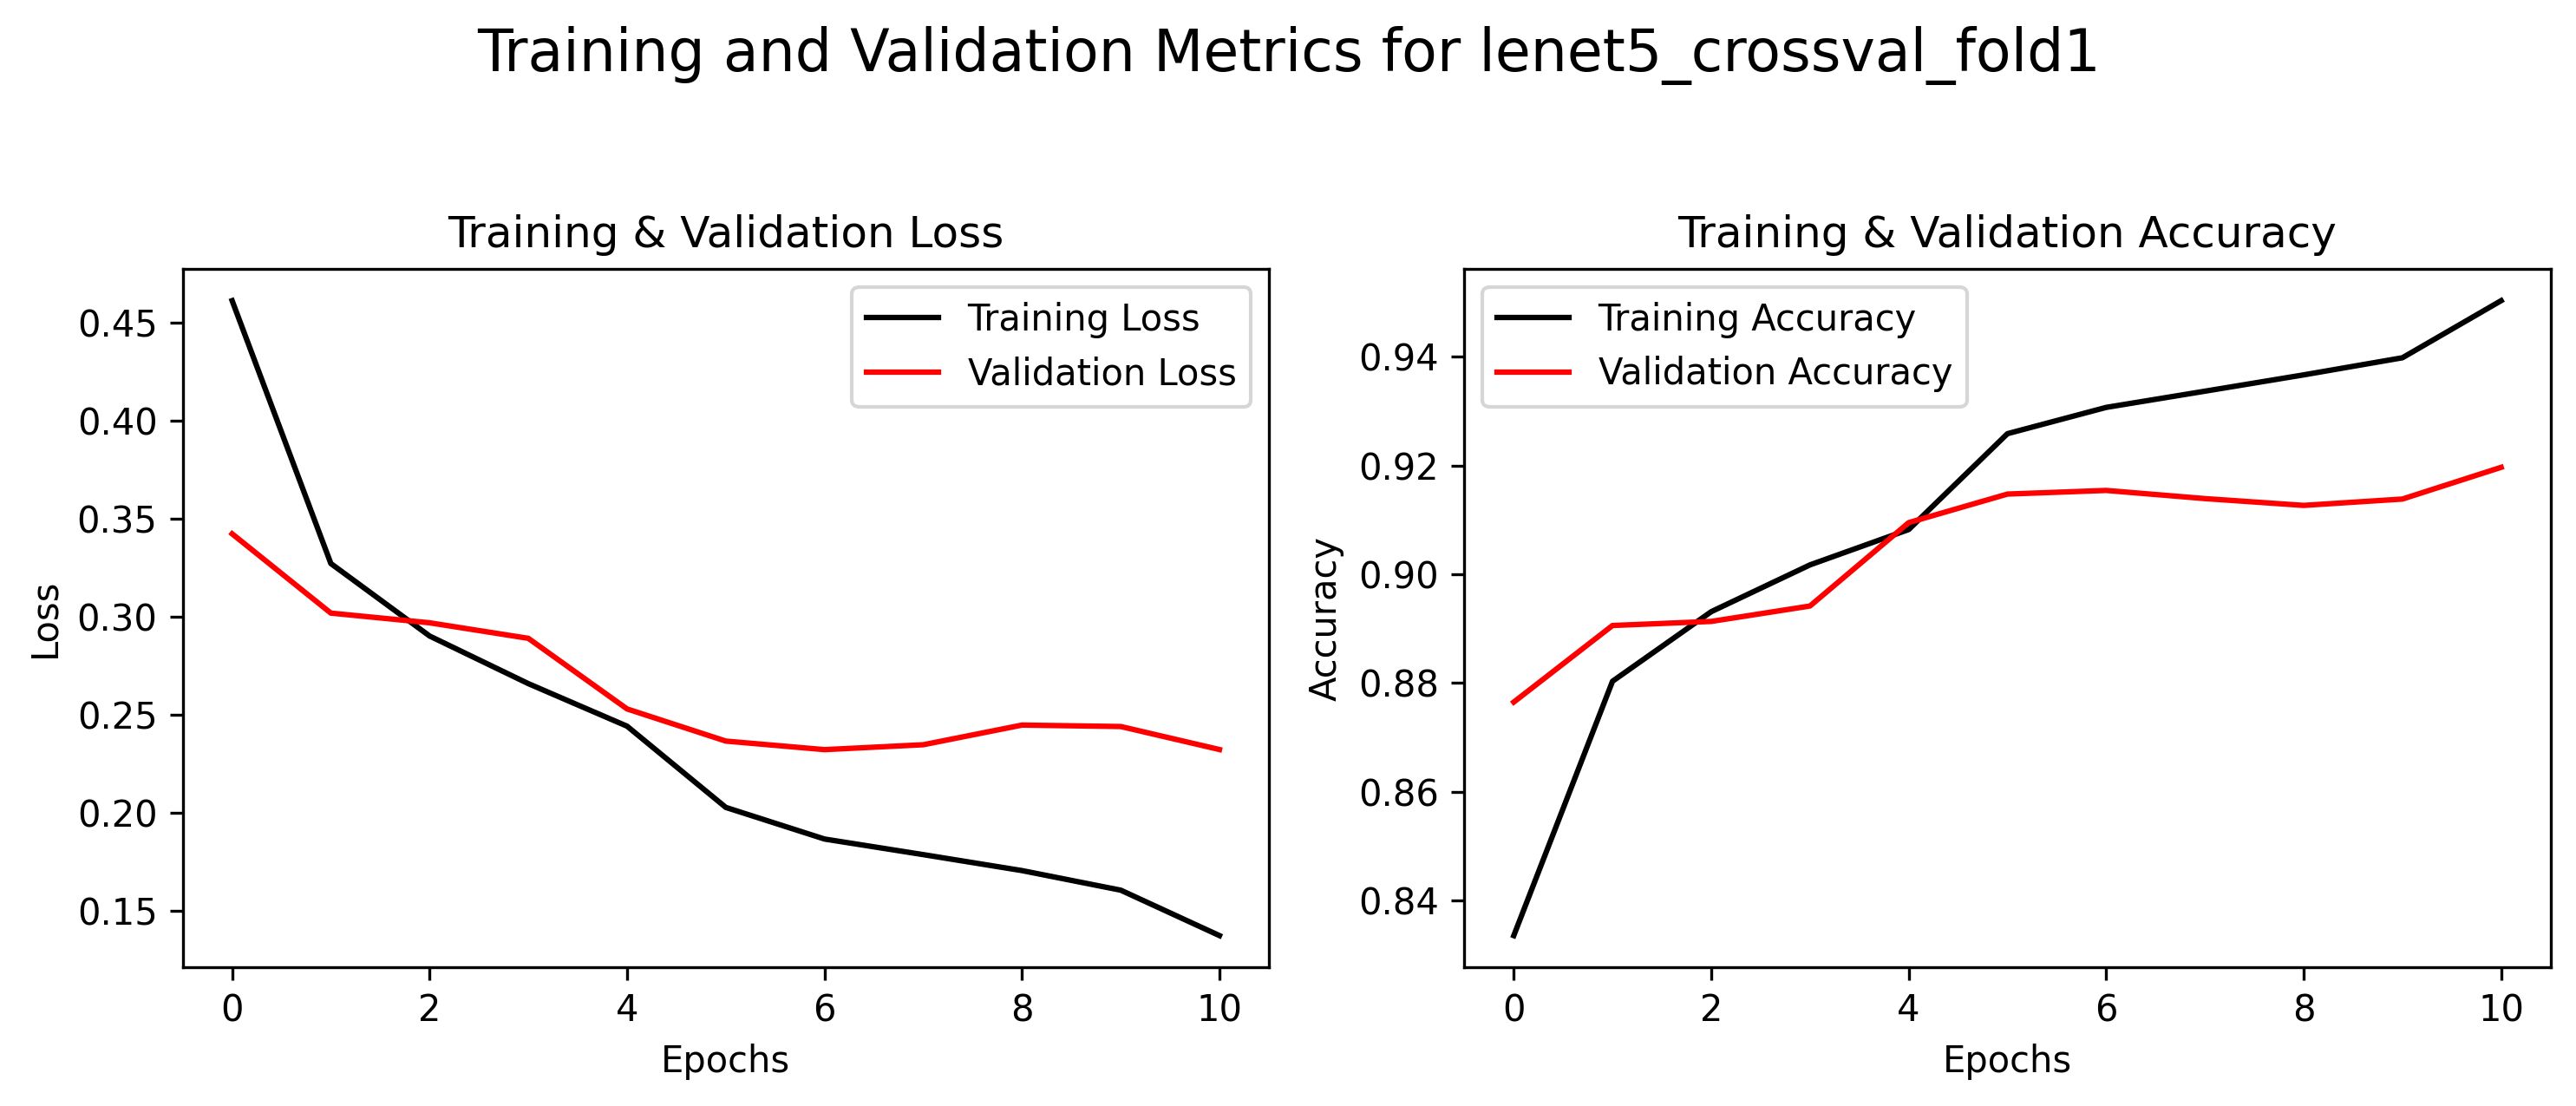 Training and Validation Metrics for lenet5_crossval_fold1
Training & Validation Loss
Training Loss
Validation Loss
0.45
0.40
0.35
0.30
0.25
0.20
0.15
Loss
0 2 4 6 8 10
Epochs
Training & Validation Accuracy
Training Accuracy
Validation Accuracy
0.94
0.92
0.90
0.88
0.86
0.84
Accuracy
0 2 4 6 8 10
Epochs